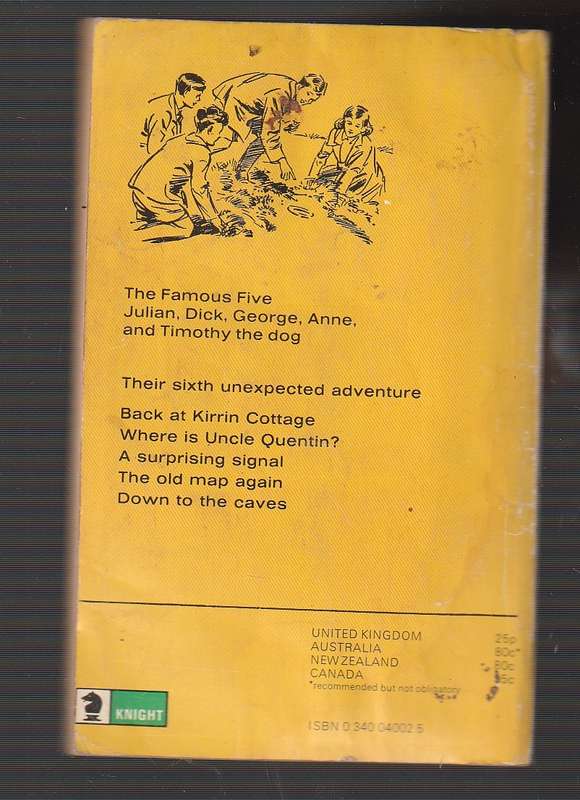 The Famous Five
Julian, Dick, George, Anne,
and Timothy the dog
Their sixth unexpected adventure
Back at Kirrin Cottage
Where is Uncle Quentin?
A surprising signal
The old map again
Down to the caves
UNITED KINGDOM 25p
AUSTRALIA 80c*
NEW ZEALAND 80c
CANADA
*recommended but not obligatory
KNIGHT
ISBN 0 340 04002 5